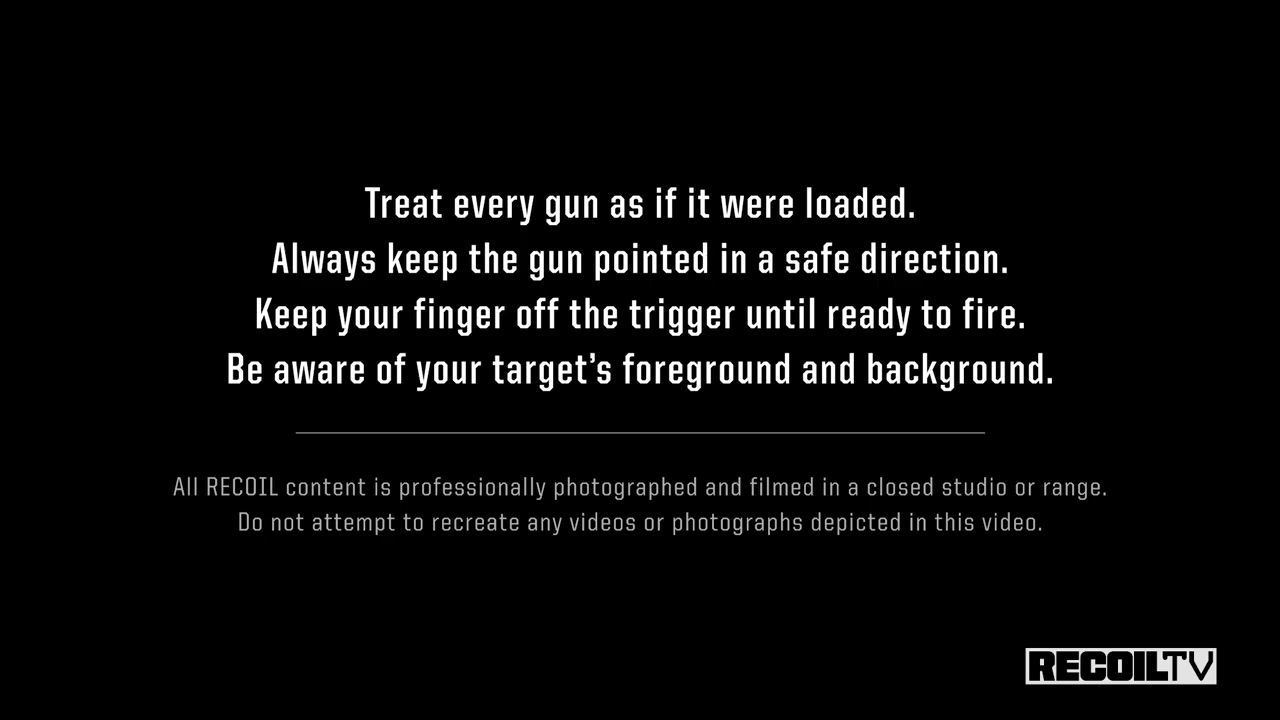 Treat every gun as if it were loaded.
Always keep the gun pointed in a safe direction.
Keep your finger off the trigger until ready to fire.
Be aware of your target’s foreground and background.
All RECOIL content is professionally photographed and filmed in a closed studio or range.
Do not attempt to recreate any videos or photographs depicted in this video.
RECOILTV